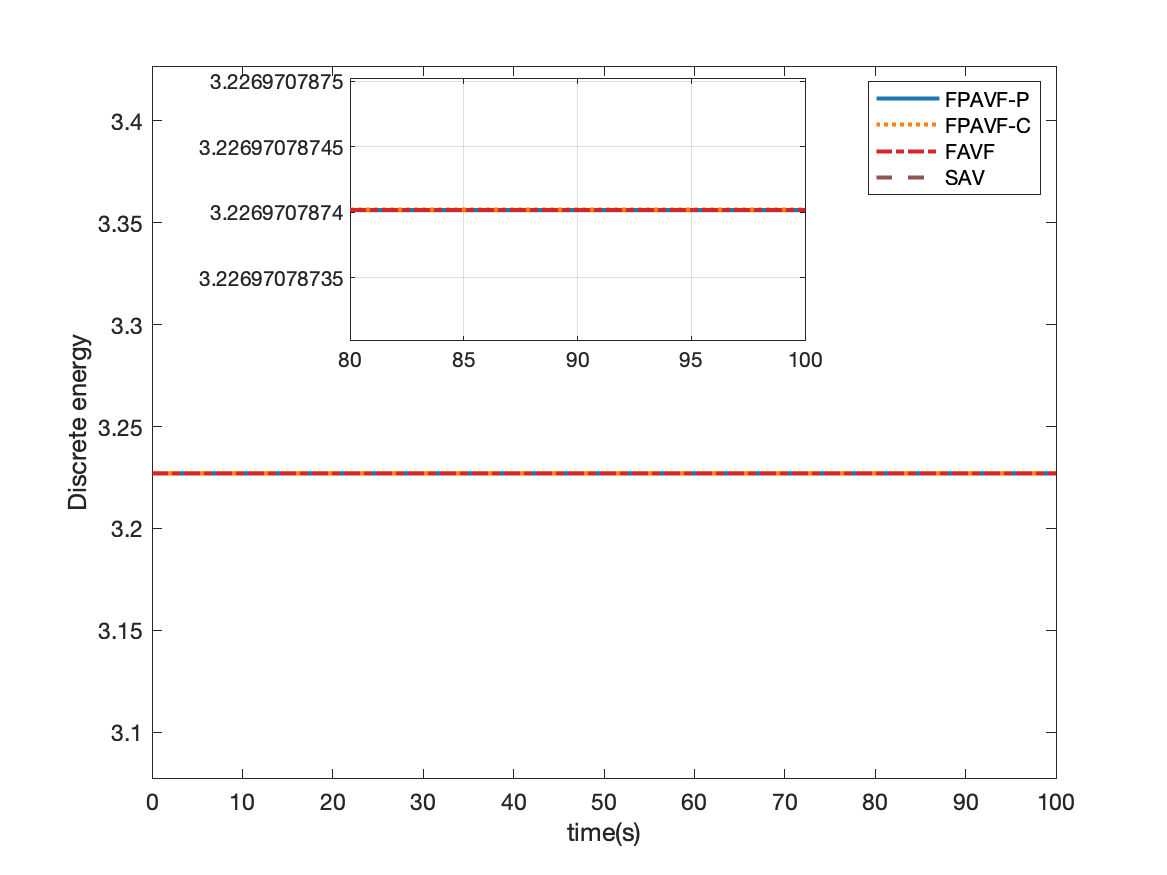 3.2269707875
3.22697078745
3.2269707874
3.22697078735
80 85 90 95 100
FPAVF-P
FPAVF-C
FAVF
SAV
3.4
3.35
3.3
3.25
3.2
3.15
3.1
Discrete energy
0 10 20 30 40 50 60 70 80 90 100
time(s)